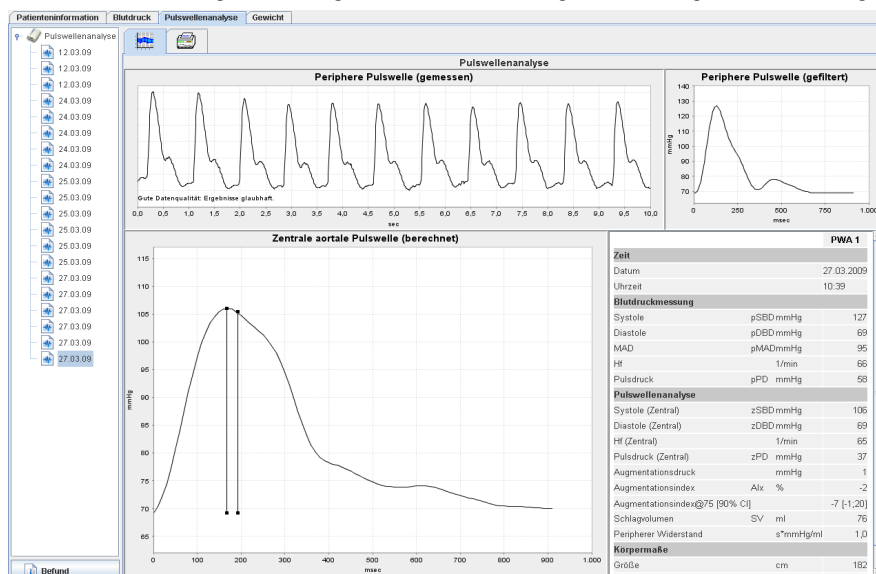 Patienteninformation Blutdruck Pulswellenanalyse Gewicht
Pulswellenanalyse
12.03.09
12.03.09
12.03.09
24.03.09
24.03.09
24.03.09
24.03.09
24.03.09
25.03.09
25.03.09
25.03.09
25.03.09
25.03.09
25.03.09
27.03.09
27.03.09
27.03.09
27.03.09
27.03.09
27.03.09
Befund
Pulswellenanalyse
Periphere Pulswelle (gemessen)
Gute Datenqualität: Ergebnisse glaubhaft.
0,0 0,5 1,0 1,5 2,0 2,5 3,0 3,5 4,0 4,5 5,0 5,5 6,0 6,5 7,0 7,5 8,0 8,5 9,0 9,5 10,0
sec
Periphere Pulswelle (gefiltert)
mmHg
140
130
120
110
100
90
80
70
0 250 500 750 1.000
msec
Zentrale aortale Pulswelle (berechnet)
mmHg
115
110
105
100
95
90
85
80
75
70
65
0 100 200 300 400 500 600 700 800 900 1.000
msec
PWA 1
Zeit
Datum 27.03.2009
Uhrzeit 10:39
Blutdruckmessung
Systole pSBD mmHg 127
Diastole pDBD mmHg 69
MAD pMAD mmHg 95
Hf 1/min 66
Pulsdruck pPD mmHg 58
Pulswellenanalyse
Systole (Zentral) zSBD mmHg 106
Diastole (Zentral) zDBD mmHg 69
Hf (Zentral) 1/min 65
Pulsdruck (Zentral) zPD mmHg 37
Augmentationsdruck mmHg 1
Augmentationsindex AIx % -2
Augmentationsindex@75 [90% CI] -7 [-1;20]
Schlagvolumen SV ml 76
Peripherer Widerstand s*mmHg/ml 1,0
Körpermaße
Größe cm 182